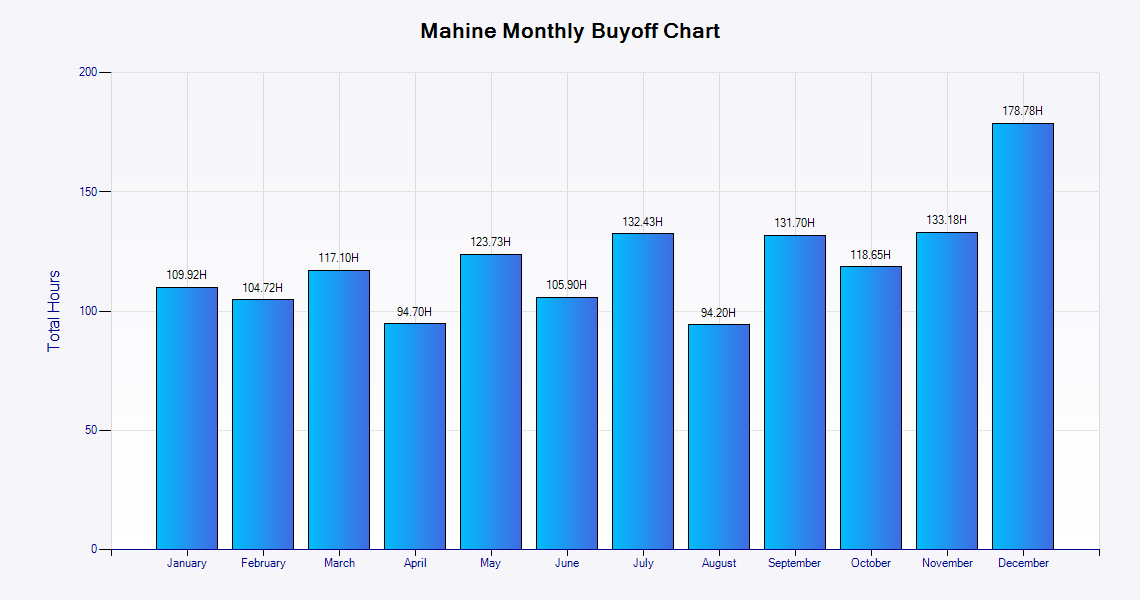 Mahine Monthly Buyoff Chart
200
150
100
50
0
Total Hours
109.92H
104.72H
117.10H
94.70H
123.73H
105.90H
132.43H
94.20H
131.70H
118.65H
133.18H
178.78H
January
February
March
April
May
June
July
August
September
October
November
December